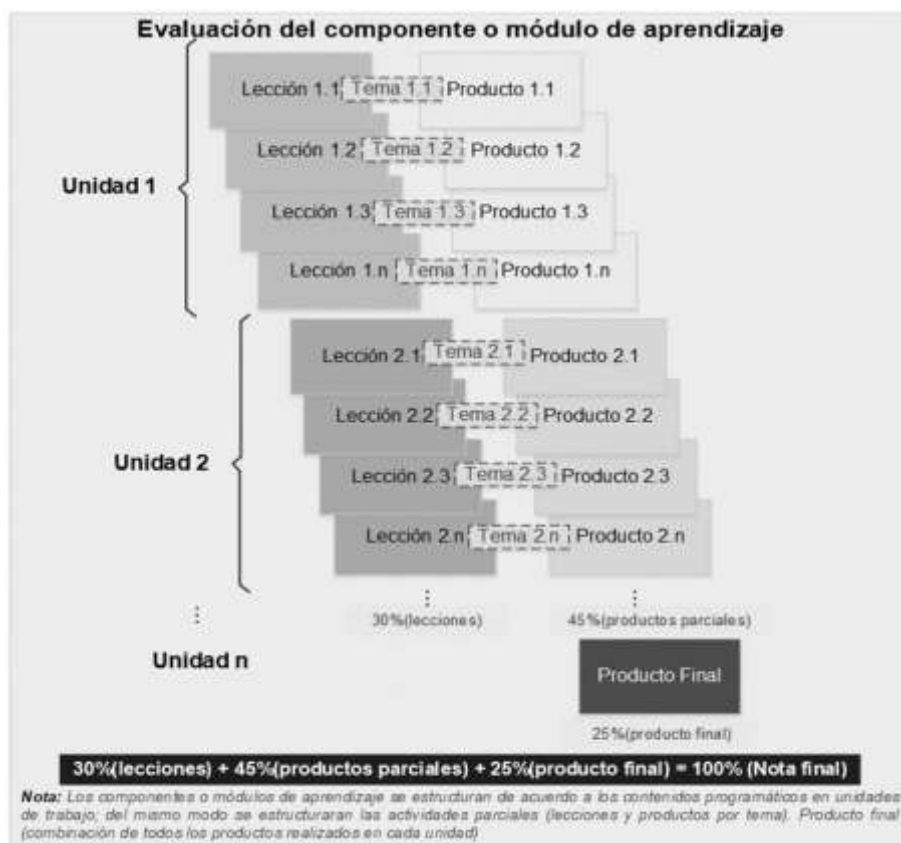 Evaluación del componente o módulo de aprendizaje
Lección 1.1 Tema 1.1 Producto 1.1
Lección 1.2 Tema 1.2 Producto 1.2
Unidad 1
Lección 1.3 Tema 1.3 Producto 1.3
Lección 1.n Tema 1.n Producto 1.n
Lección 2.1 Tema 2.1 Producto 2.1
Lección 2.2 Tema 2.2 Producto 2.2
Unidad 2
Lección 2.3 Tema 2.3 Producto 2.3
Lección 2.n Tema 2.n Producto 2.n
30%(lecciones) 45%(productos parciales)
Unidad n
Producto Final
25%(producto final)
30%(lecciones) + 45%(productos parciales) + 25%(producto final) = 100% (Nota final)
Nota: Los componentes o módulos de aprendizaje se estructuran de acuerdo a los contenidos programáticos en unidades
de trabajo; del mismo modo se estructuraran las actividades parciales (lecciones y productos por tema). Producto final
(combinación de todos los productos realizados en cada unidad)